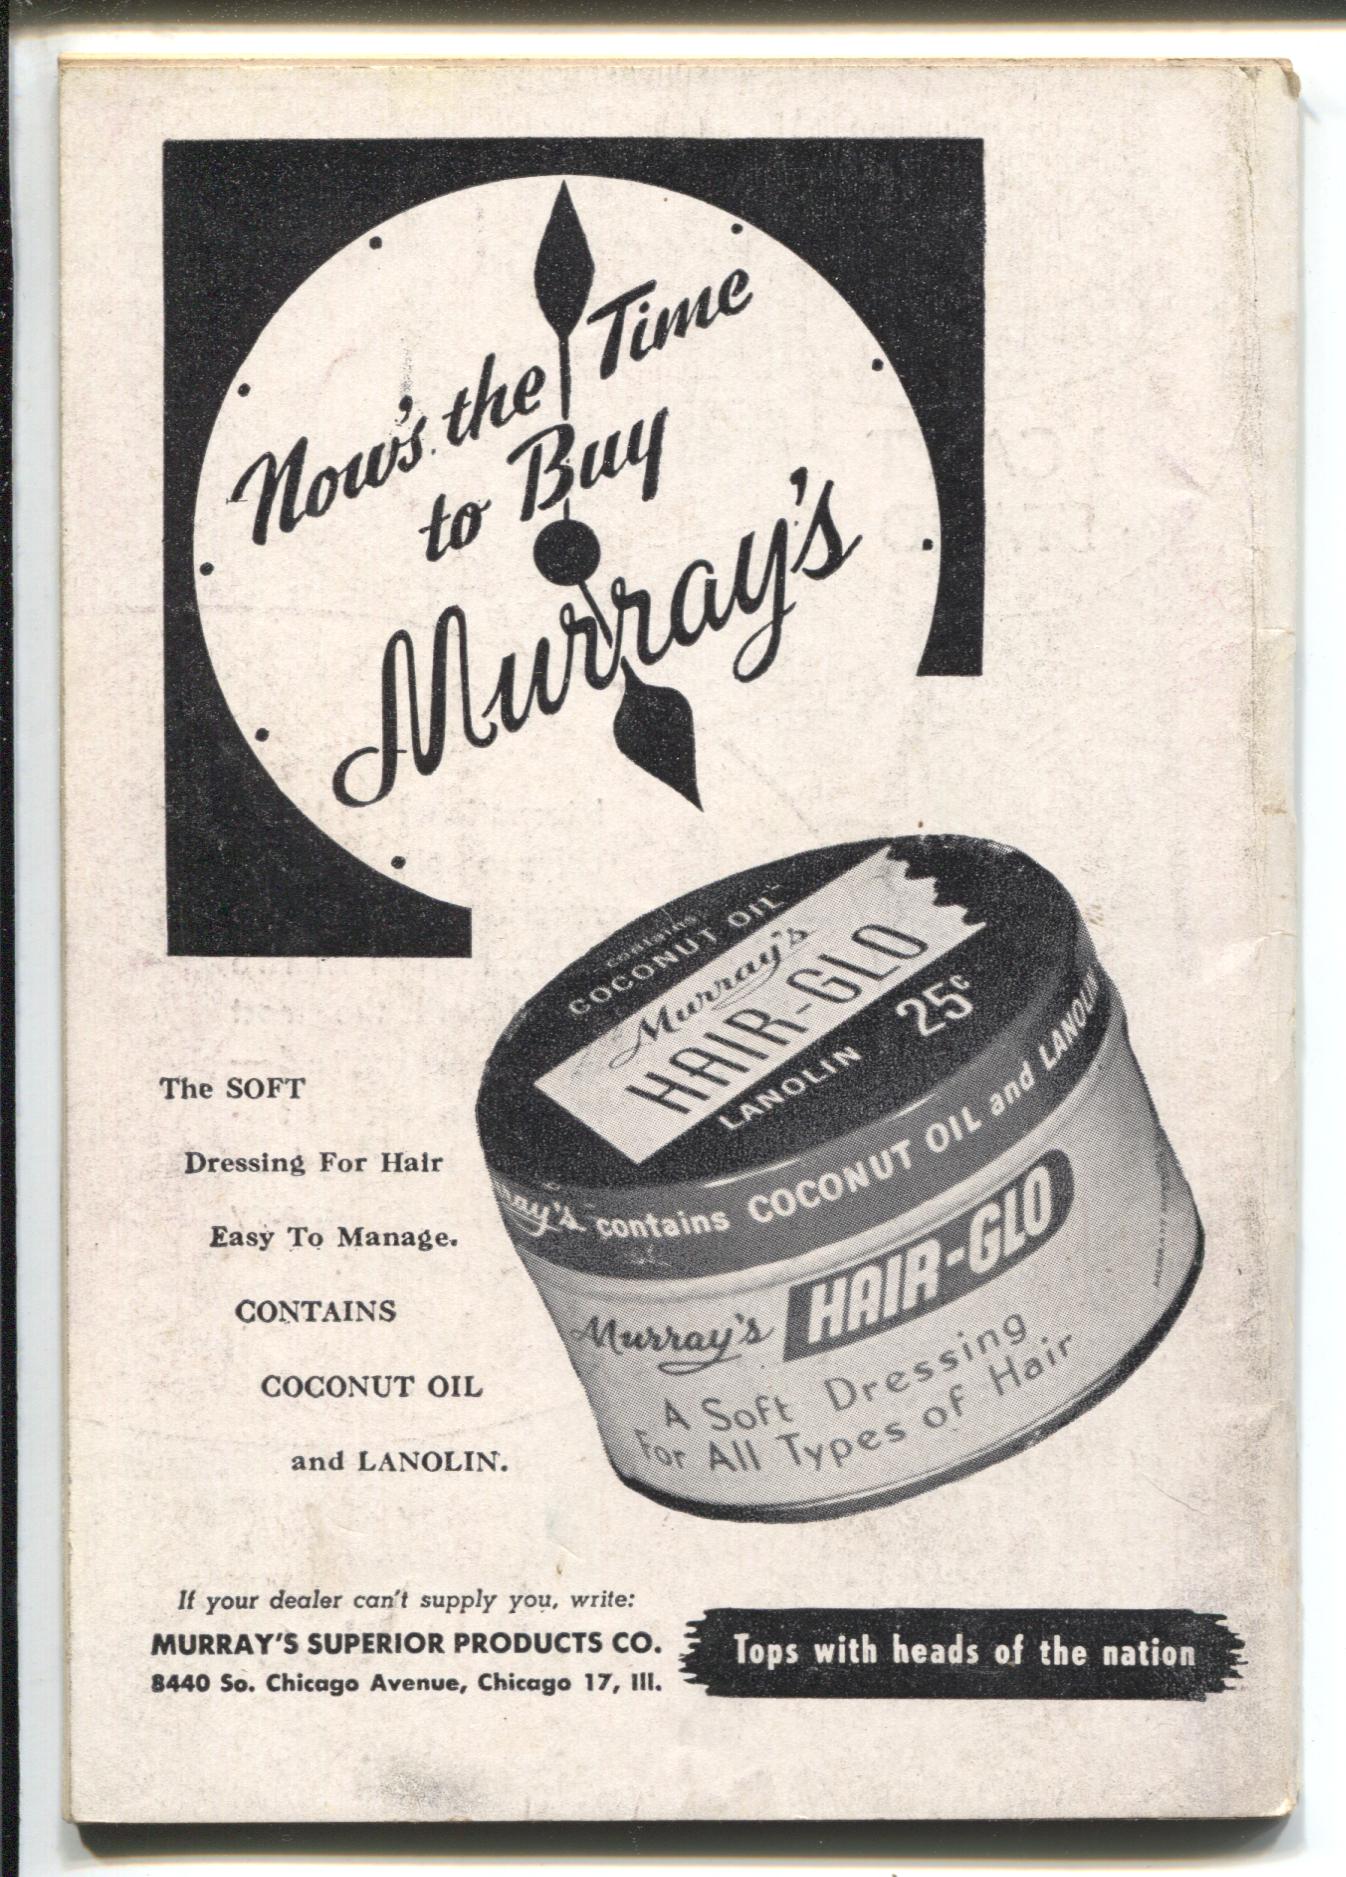 Now's the Time
to Buy
Murray's
contains
COCONUT OIL
Murray's
HAIR-GLO
LANOLIN
25¢
contains COCONUT OIL and LANOLIN
Murray's HAIR-GLO
A Soft Dressing
For All Types of Hair
The SOFT
Dressing For Hair
Easy To Manage.
CONTAINS
COCONUT OIL
and LANOLIN.
If your dealer can't supply you, write:
MURRAY'S SUPERIOR PRODUCTS CO.
8440 So. Chicago Avenue, Chicago 17, Ill.
Tops with heads of the nation